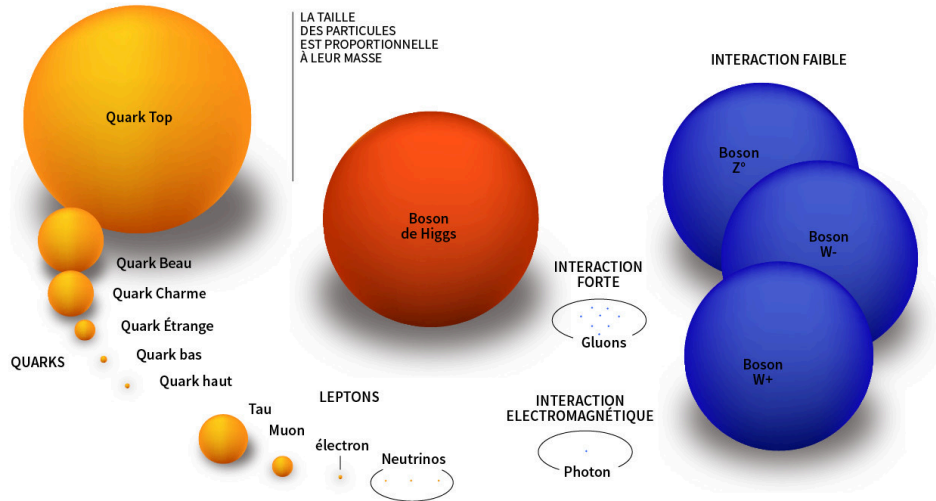 LA TAILLE
DES PARTICULES
EST PROPORTIONNELLE
À LEUR MASSE
Quark Top
Quark Beau
Quark Charme
Quark Étrange
QUARKS
Quark bas
Quark haut
LEPTONS
Tau
Muon
électron
Neutrinos
Boson
de Higgs
INTERACTION
FORTE
Gluons
INTERACTION
ELECTROMAGNÉTIQUE
Photon
INTERACTION FAIBLE
Boson
Z°
Boson
W-
Boson
W+